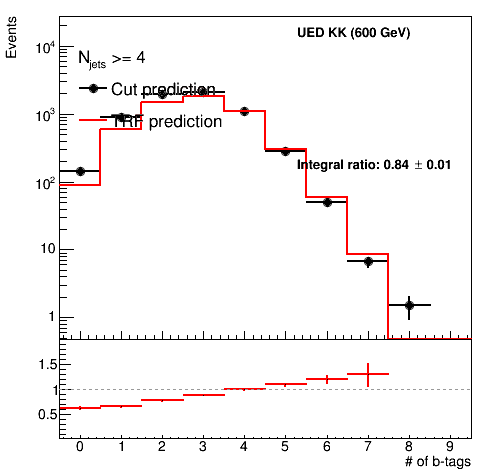 Events
UED KK (600 GeV)
N_jets >= 4
Cut prediction
TRF prediction
Integral ratio: 0.84 ± 0.01
10^4
10^3
10^2
10
1
1.5
1
0.5
0 1 2 3 4 5 6 7 8 9
# of b-tags